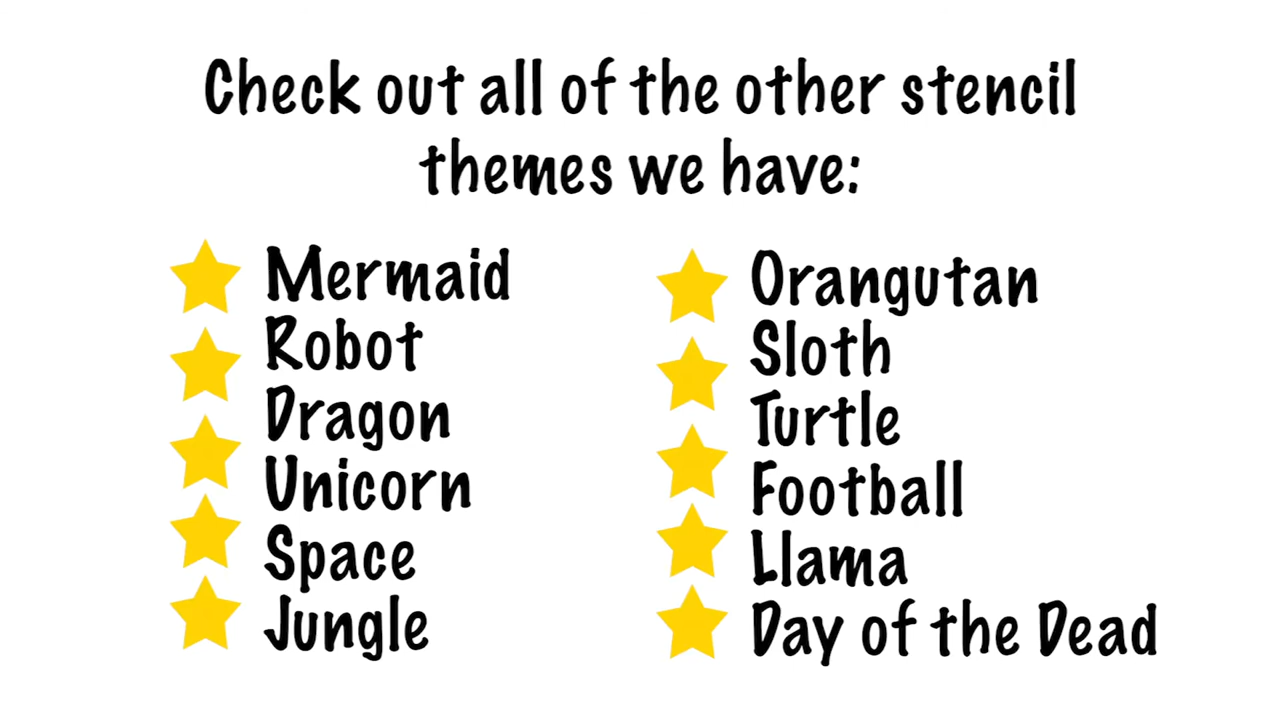 Check out all of the other stencil
themes we have:
Mermaid
Robot
Dragon
Unicorn
Space
Jungle
Orangutan
Sloth
Turtle
Football
Llama
Day of the Dead